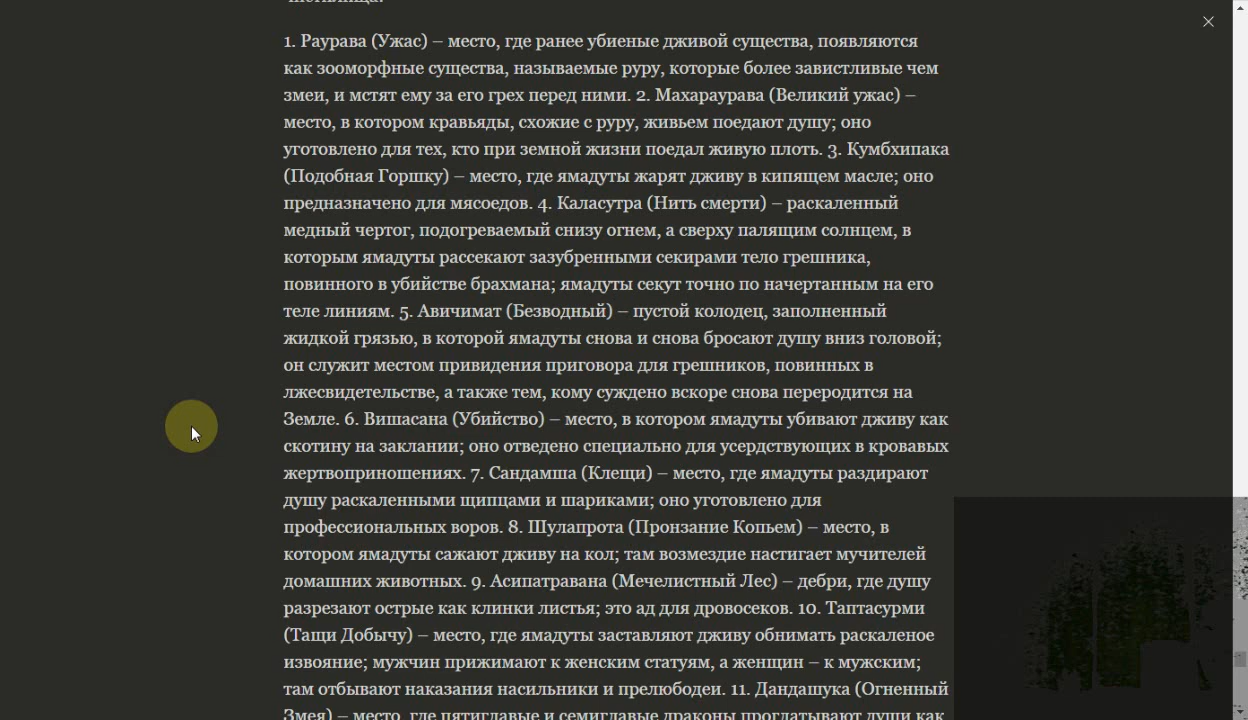 1. Раурава (Ужас) – место, где ранее убиеные дживой существа, появляются
как зооморфные существа, называемые руру, которые более завистливые чем
змеи, и мстят ему за его грех перед ними. 2. Махараурава (Великий ужас) –
место, в котором кравьяды, схожие с руру, живьем поедают душу; оно
уготовлено для тех, кто при земной жизни поедал живую плоть. 3. Кумбхипака
(Подобная Горшку) – место, где ямадуты жарят дживу в кипящем масле; оно
предназначено для мясоедов. 4. Каласутра (Нить смерти) – раскаленный
медный чертог, подогреваемый снизу огнем, а сверху палящим солнцем, в
которым ямадуты рассекают зазубренными секирами тело грешника,
повинного в убийстве брахмана; ямадуты секут точно по начертанным на его
теле линиям. 5. Авичимат (Безводный) – пустой колодец, заполненный
жидкой грязью, в которой ямадуты снова и снова бросают душу вниз головой;
он служит местом привидения приговора для грешников, повинных в
лжесвидетельстве, а также тем, кому суждено вскоре снова переродится на
Земле. 6. Вишасана (Убийство) – место, в котором ямадуты убивают дживу как
скотину на заклании; оно отведено специально для усердствующих в кровавых
жертвоприношениях. 7. Сандамша (Клещи) – место, где ямадуты раздирают
душу раскаленными щипцами и шариками; оно уготовлено для
профессиональных воров. 8. Шулапрота (Пронзание Копьем) – место, в
котором ямадуты сажают дживу на кол; там возмездие настигает мучителей
домашних животных. 9. Асипатравана (Мечелистный Лес) – дебри, где душу
разрезают острые как клинки листья; это ад для дровосеков. 10. Таптасурми
(Тащи Добычу) – место, где ямадуты заставляют дживу обнимать раскаленое
извояние; мужчин прижимают к женским статуям, а женщин – к мужским;
там отбывают наказания насильники и прелюбодеи. 11. Дандашука (Огненный
Змея) – место, где пятиглавые и семиглавые драконы проглатывают души как